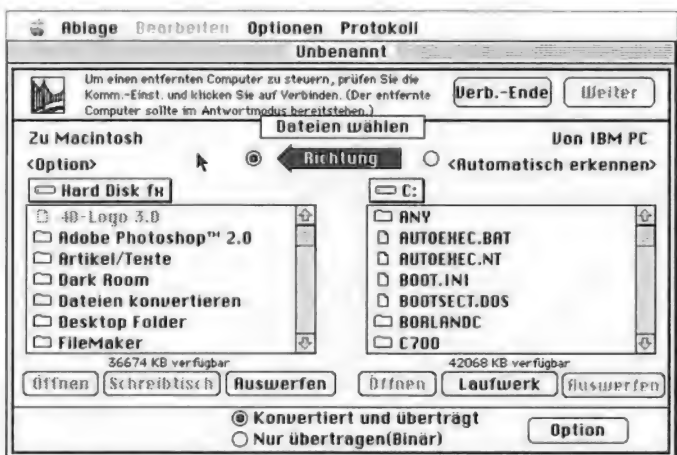 Ablage Bearbeiten Optionen Protokoll
Unbenannt
Um einen entfernten Computer zu steuern, prüfen Sie die
Komm.-Einst. und klicken Sie auf Verbinden. (Der entfernte
Computer sollte im Antwortmodus bereitstehen.)
Verb.-Ende
Weiter
Dateien wählen
Zu Macintosh
Von IBM PC
<Option>
Richtung
<Automatisch erkennen>
Hard Disk fx
4D-Logo 3.0
Adobe Photoshop™ 2.0
Artikel/Texte
Dark Room
Dateien konvertieren
Desktop Folder
FileMaker
36674 KB verfügbar
Öffnen
Schreibtisch
Auswerfen
C:
ANY
AUTOEXEC.BAT
AUTOEXEC.NT
BOOT.INI
BOOTSECT.DOS
BORLANDC
C700
42068 KB verfügbar
Öffnen
Laufwerk
Auswerfen
Konvertiert und überträgt
Nur übertragen(Binär)
Option